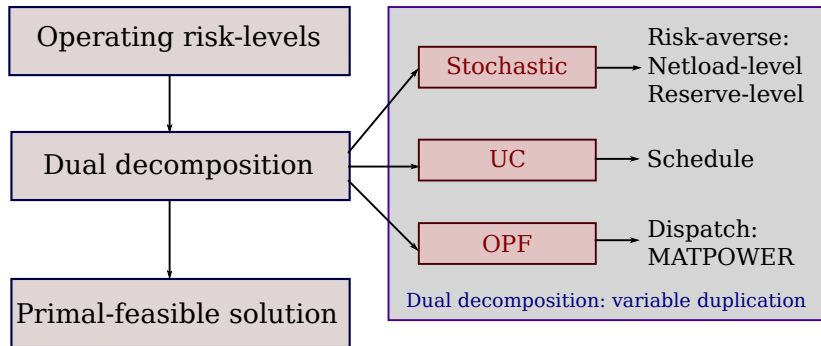 Operating risk-levels
Dual decomposition
Primal-feasible solution
Stochastic
Risk-averse:
Netload-level
Reserve-level
UC
Schedule
OPF
Dispatch:
MATPOWER
Dual decomposition: variable duplication